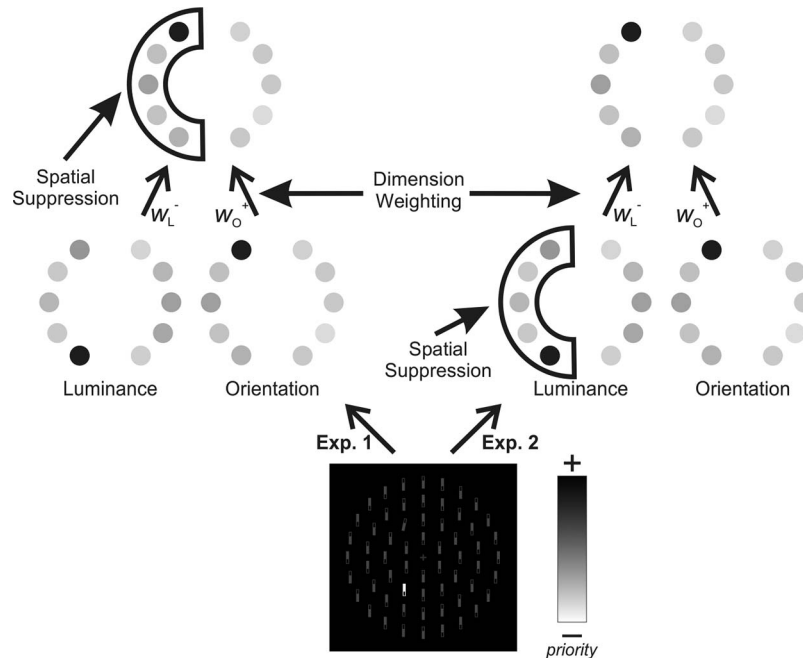 Spatial
Suppression
Dimension
Weighting
w_L^-
w_O^+
w_L^-
w_O^+
Spatial
Suppression
Luminance
Orientation
Luminance
Orientation
Exp. 1
Exp. 2
+
−
priority